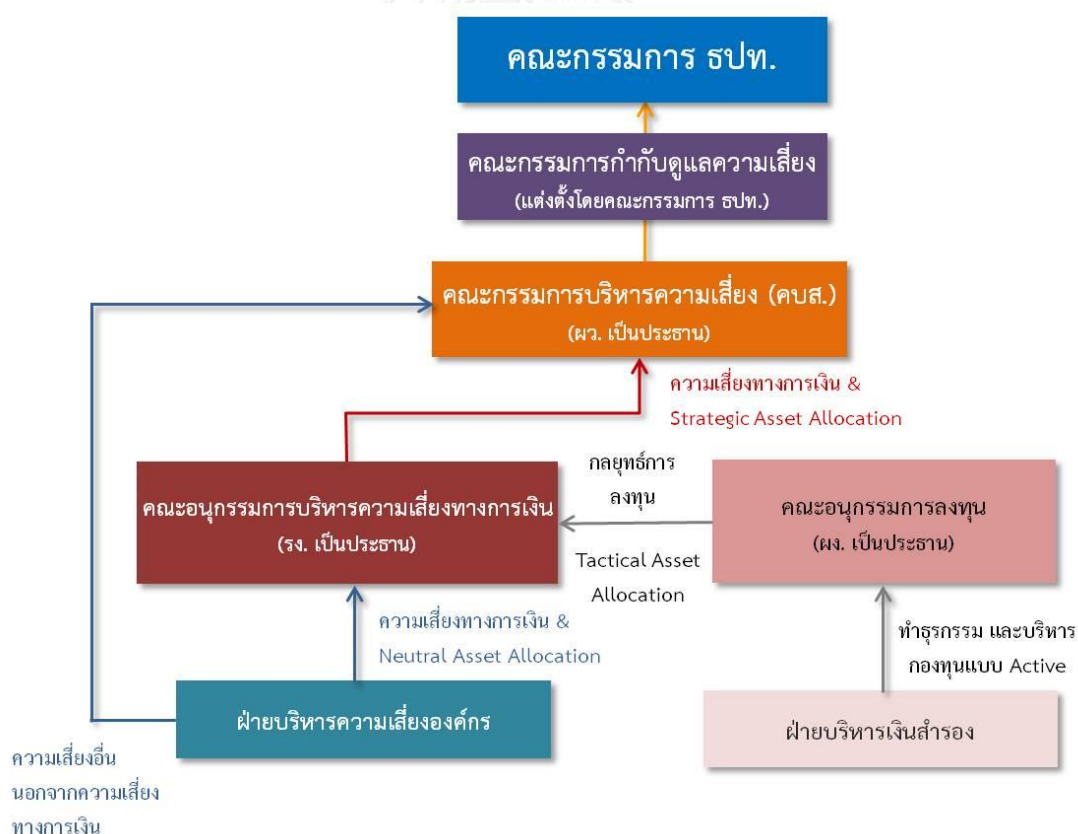 คณะกรรมการ ธปท.
คณะกรรมการกำกับดูแลความเสี่ยง
(แต่งตั้งโดยคณะกรรมการ ธปท.)
คณะกรรมการบริหารความเสี่ยง (คบส.)
(ผว. เป็นประธาน)
ความเสี่ยงทางการเงิน &
Strategic Asset Allocation
กลยุทธ์การ
ลงทุน
คณะอนุกรรมการบริหารความเสี่ยงทางการเงิน
(รง. เป็นประธาน)
คณะอนุกรรมการลงทุน
(ผง. เป็นประธาน)
Tactical Asset
Allocation
ความเสี่ยงทางการเงิน &
Neutral Asset Allocation
ทำธุรกรรม และบริหาร
กองทุนแบบ Active
ฝ่ายบริหารความเสี่ยงองค์กร
ฝ่ายบริหารเงินสำรอง
ความเสี่ยงอื่น
นอกจากความเสี่ยง
ทางการเงิน